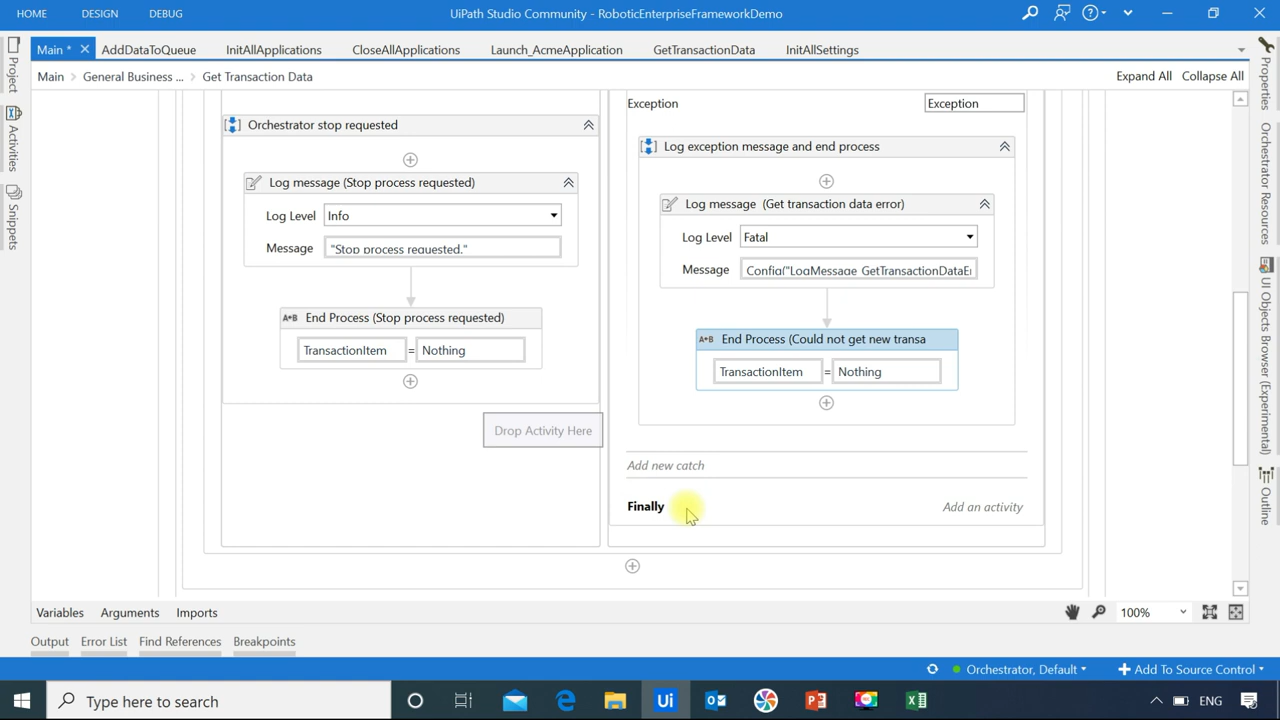 HOME
DESIGN
DEBUG
UiPath Studio Community - RoboticEnterpriseFrameworkDemo
Main *
AddDataToQueue
InitAllApplications
CloseAllApplications
Launch_AcmeApplication
GetTransactionData
InitAllSettings
Main
General Business ...
Get Transaction Data
Expand All
Collapse All
Project
Activities
Snippets
Orchestrator stop requested
Log message (Stop process requested)
Log Level
Info
Message
"Stop process requested."
End Process (Stop process requested)
TransactionItem
=
Nothing
Drop Activity Here
Exception
Exception
Log exception message and end process
Log message (Get transaction data error)
Log Level
Fatal
Message
Config("LogMessage_GetTransactionDataEr
End Process (Could not get new transa
TransactionItem
=
Nothing
Add new catch
Finally
Add an activity
Properties
Orchestrator Resources
UI Objects Browser (Experimental)
Outline
Variables
Arguments
Imports
100%
Output
Error List
Find References
Breakpoints
Orchestrator, Default
Add To Source Control
Type here to search
Ui
ENG